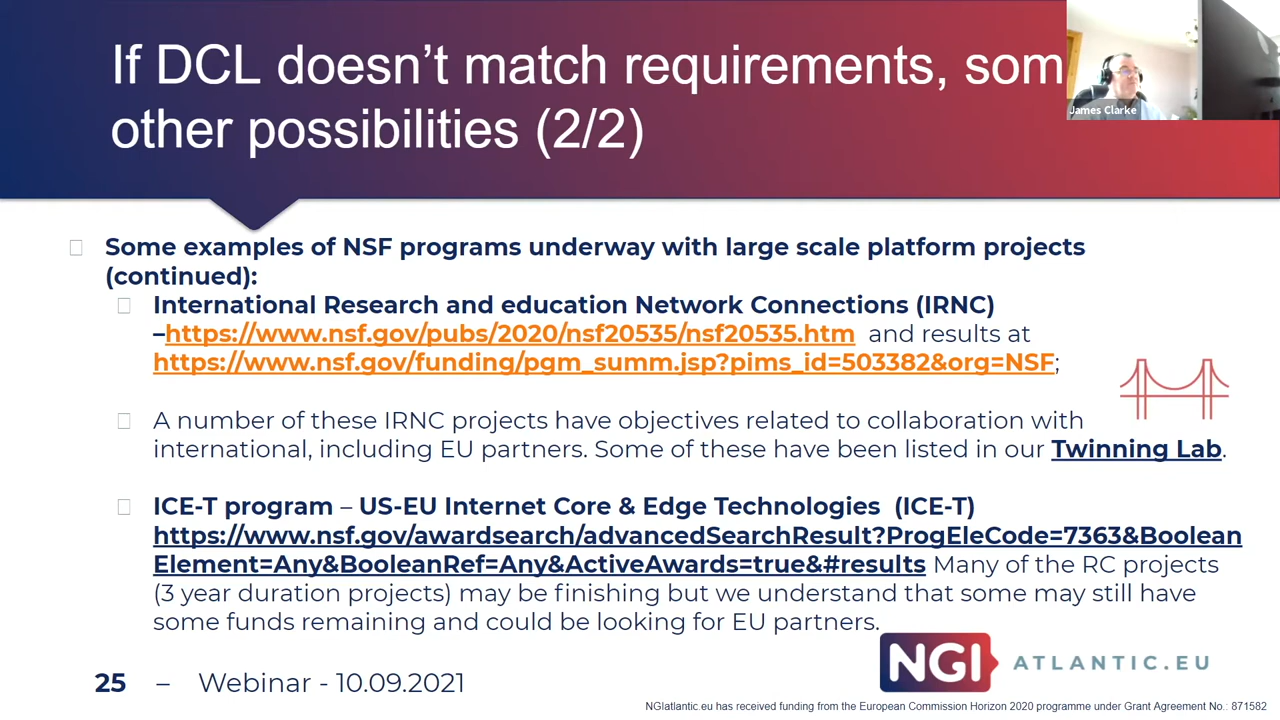 If DCL doesn’t match requirements, som
other possibilities (2/2)
James Clarke
Some examples of NSF programs underway with large scale platform projects
(continued):
International Research and education Network Connections (IRNC)
–https://www.nsf.gov/pubs/2020/nsf20535/nsf20535.htm and results at
https://www.nsf.gov/funding/pgm_summ.jsp?pims_id=503382&org=NSF;
A number of these IRNC projects have objectives related to collaboration with
international, including EU partners. Some of these have been listed in our Twinning Lab.
ICE-T program – US-EU Internet Core & Edge Technologies (ICE-T)
https://www.nsf.gov/awardsearch/advancedSearchResult?ProgEleCode=7363&Boolean
Element=Any&BooleanRef=Any&ActiveAwards=true&#results Many of the RC projects
(3 year duration projects) may be finishing but we understand that some may still have
some funds remaining and could be looking for EU partners.
NGI ATLANTIC.EU
25 – Webinar - 10.09.2021
NGIatlantic.eu has received funding from the European Commission Horizon 2020 programme under Grant Agreement No.: 871582